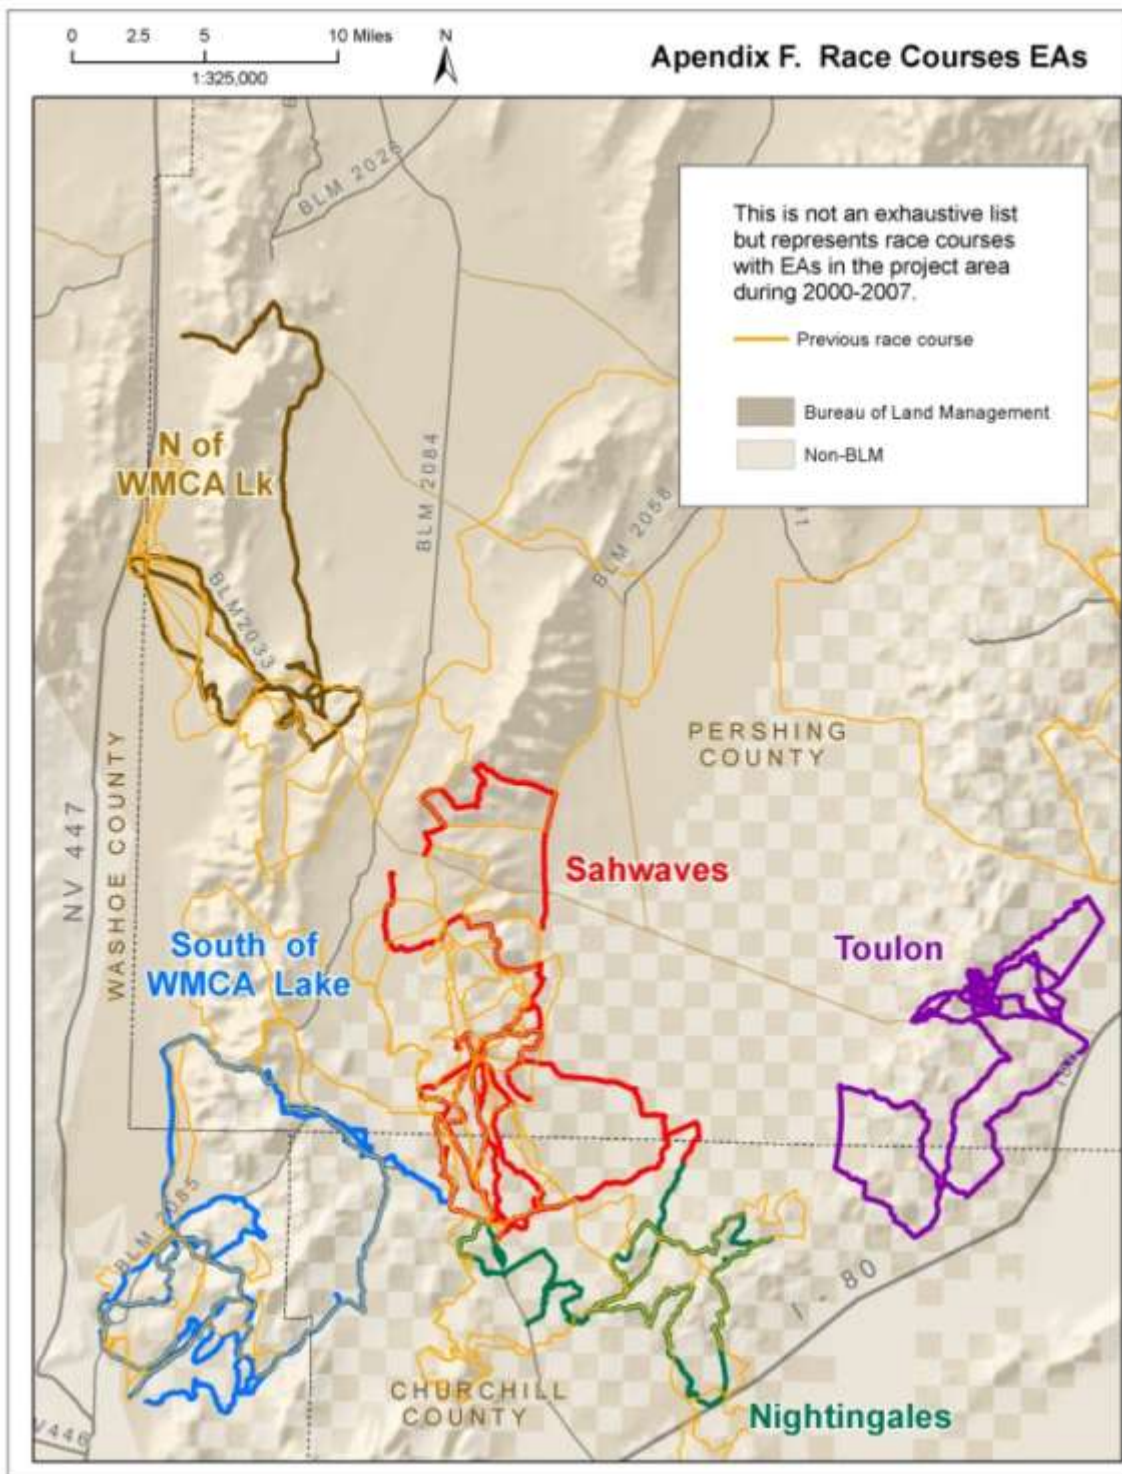 0 2.5 5 10 Miles
1:325,000
N
Apendix F. Race Courses EAs
This is not an exhaustive list
but represents race courses
with EAs in the project area
during 2000-2007.
Previous race course
Bureau of Land Management
Non-BLM
BLM 2026
N of
WMCA Lk
BLM 2084
BLM 2058
BLM2033
PERSHING
COUNTY
NV 447
WASHOE COUNTY
Sahwaves
South of
WMCA Lake
Toulon
BLM 2085
I - 80
CHURCHILL
COUNTY
Nightingales